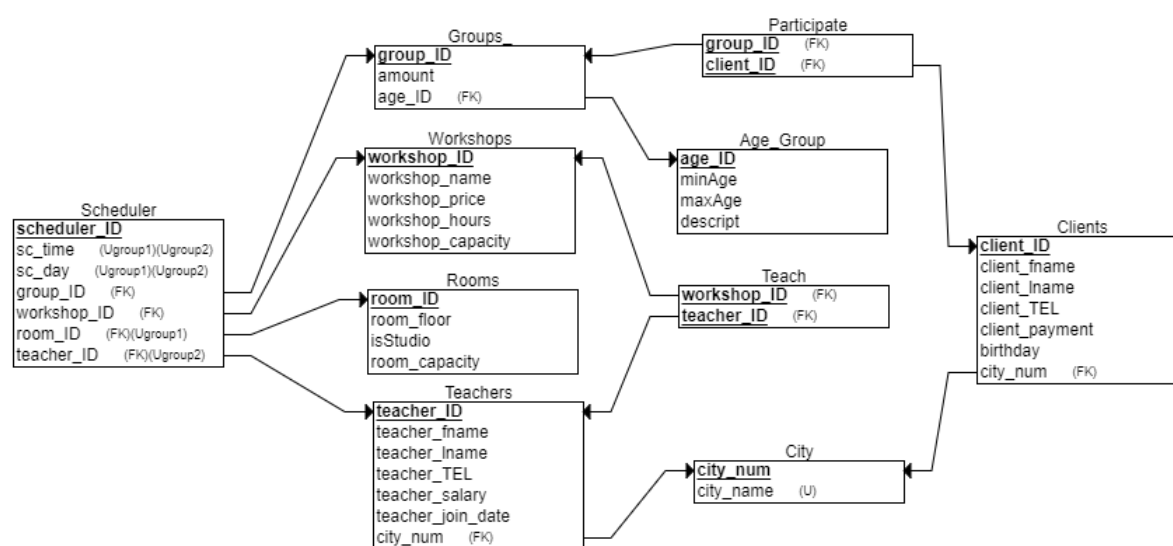 Groups_
group_ID (FK)
amount
age_ID (FK)
Participate
group_ID (FK)
client_ID (FK)
Workshops
workshop_ID
workshop_name
workshop_price
workshop_hours
workshop_capacity
Age_Group
age_ID
minAge
maxAge
descript
Scheduler
scheduler_ID
sc_time (Ugroup1)(Ugroup2)
sc_day (Ugroup1)(Ugroup2)
group_ID (FK)
workshop_ID (FK)
room_ID (FK)(Ugroup1)
teacher_ID (FK)(Ugroup2)
Rooms
room_ID
room_floor
isStudio
room_capacity
Teach
workshop_ID (FK)
teacher_ID (FK)
Clients
client_ID
client_fname
client_lname
client_TEL
client_payment
birthday
city_num (FK)
Teachers
teacher_ID
teacher_fname
teacher_lname
teacher_TEL
teacher_salary
teacher_join_date
city_num (FK)
City
city_num
city_name (U)